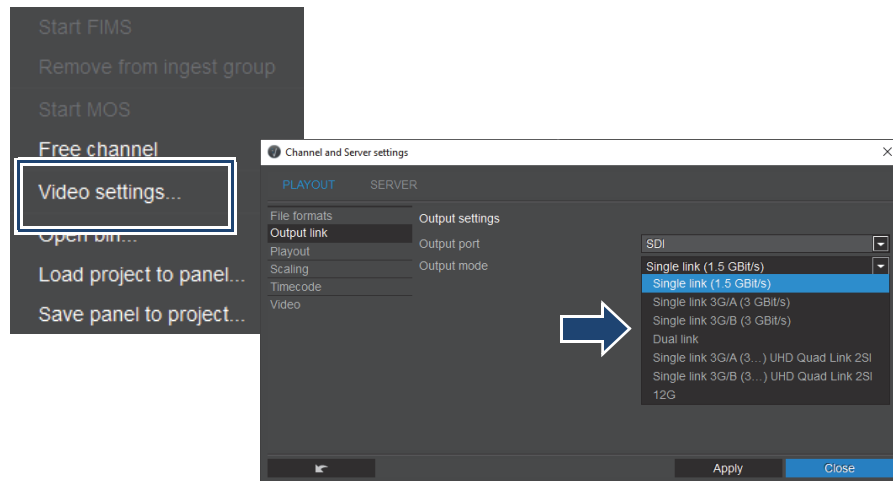 Start FIMS
Remove from ingest group
Start MOS
Free channel
Video settings...
Open bin...
Load project to panel...
Save panel to project...
Channel and Server settings
PLAYOUT SERVER
File formats
Output link
Playout
Scaling
Timecode
Video
Output settings
Output port SDI
Output mode Single link (1.5 GBit/s)
Single link (1.5 GBit/s)
Single link 3G/A (3 GBit/s)
Single link 3G/B (3 GBit/s)
Dual link
Single link 3G/A (3...) UHD Quad Link 2SI
Single link 3G/B (3...) UHD Quad Link 2SI
12G
Apply Close